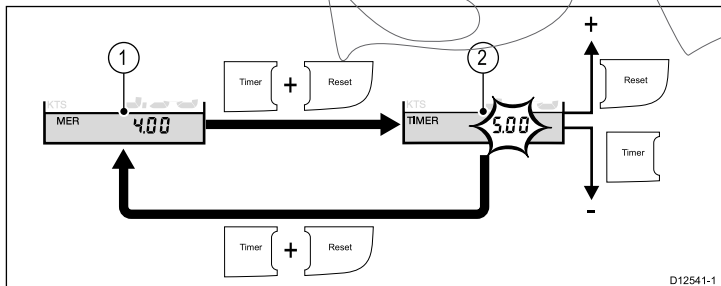 +
1
2
Timer + Reset
Reset
KTS
KTS
MER 4.00
TIMER 5.00
Timer
-
Timer + Reset
D12541-1